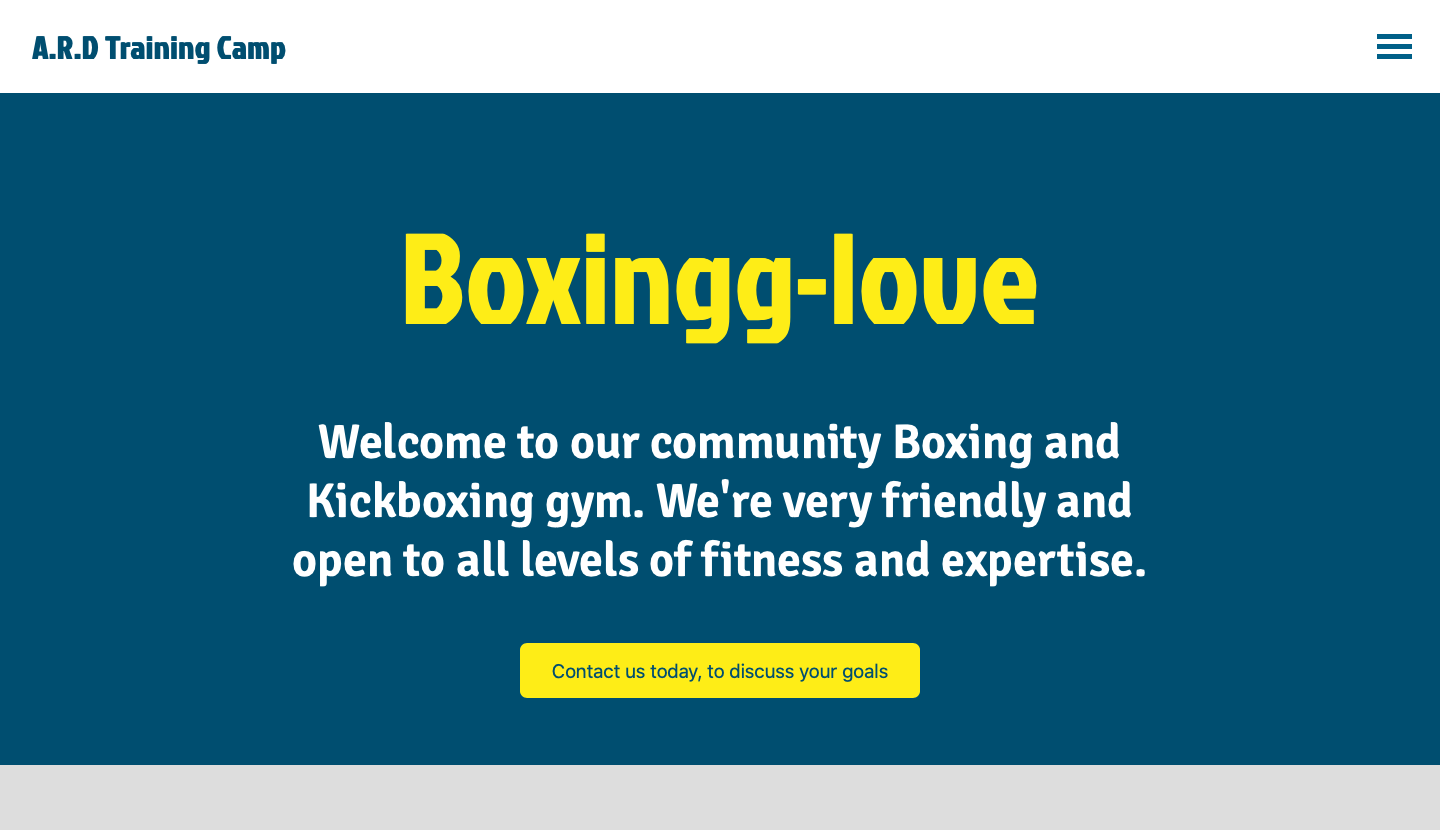 A.R.D Training Camp
Boxingg-love
Welcome to our community Boxing and
Kickboxing gym. We're very friendly and
open to all levels of fitness and expertise.
Contact us today, to discuss your goals